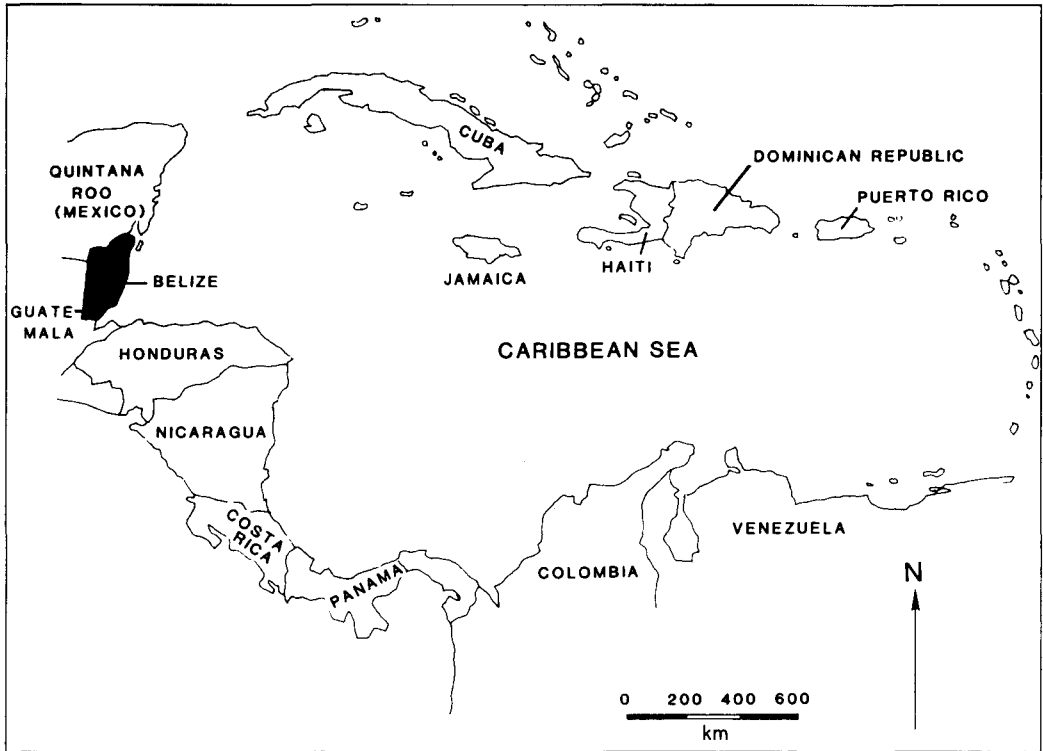 CUBA
QUINTANA
ROO
(MEXICO)
DOMINICAN REPUBLIC
PUERTO RICO
JAMAICA
HAITI
BELIZE
GUATE
MALA
HONDURAS
CARIBBEAN SEA
NICARAGUA
COSTA
RICA
PANAMA
COLOMBIA
VENEZUELA
N
0 200 400 600
km